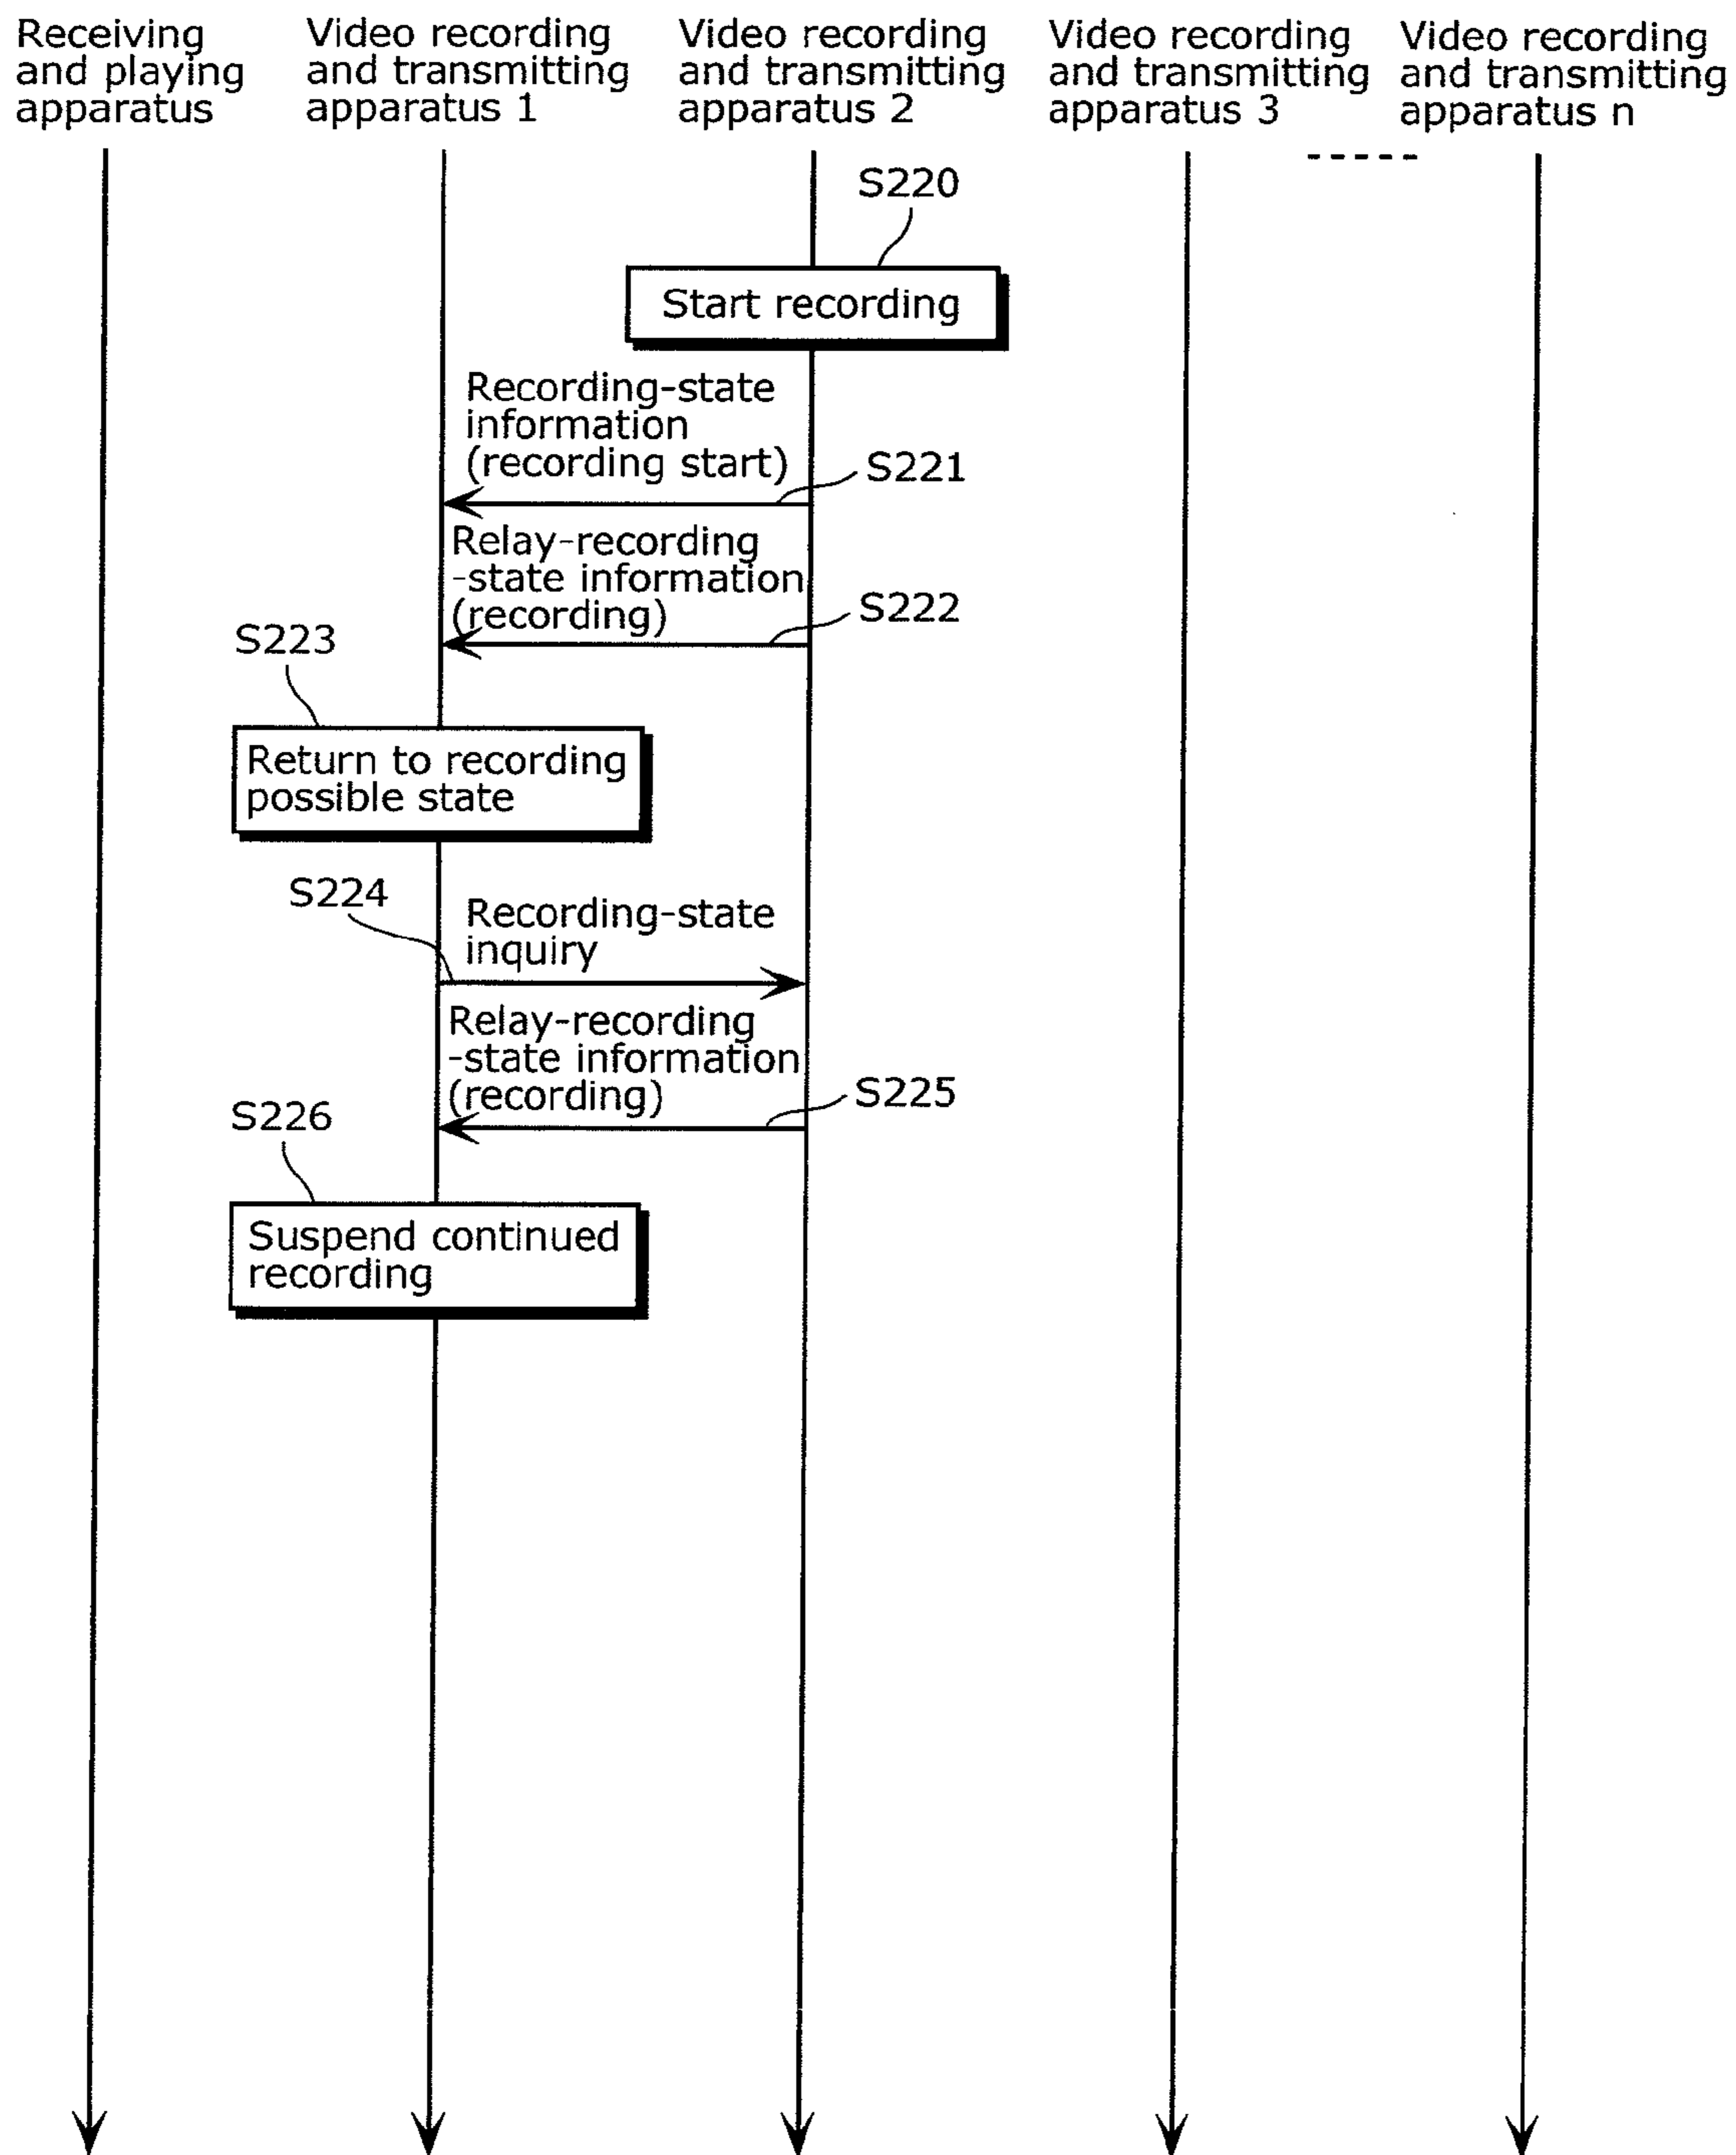 Receiving
and playing
apparatus
Video recording
and transmitting
apparatus 1
Video recording
and transmitting
apparatus 2
Video recording
and transmitting
apparatus 3
Video recording
and transmitting
apparatus n
S220
Start recording
Recording-state
information
(recording start)
S221
Relay-recording
-state information
(recording)
S222
S223
Return to recording
possible state
S224
Recording-state
inquiry
Relay-recording
-state information
(recording)
S225
S226
Suspend continued
recording